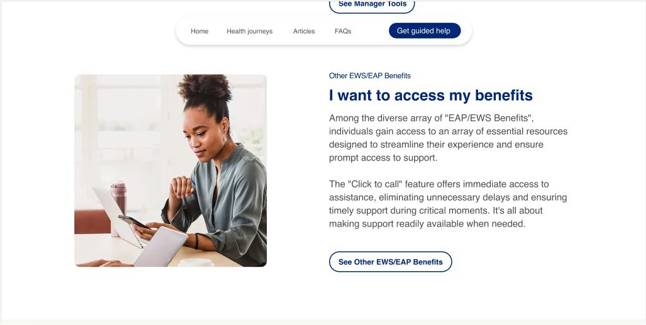 See Manager Tools
Home Health journeys Articles FAQs Get guided help
Other EWS/EAP Benefits
I want to access my benefits
Among the diverse array of "EAP/EWS Benefits",
individuals gain access to an array of essential resources
designed to streamline their experience and ensure
prompt access to support.
The "Click to call" feature offers immediate access to
assistance, eliminating unnecessary delays and ensuring
timely support during critical moments. It's all about
making support readily available when needed.
See Other EWS/EAP Benefits